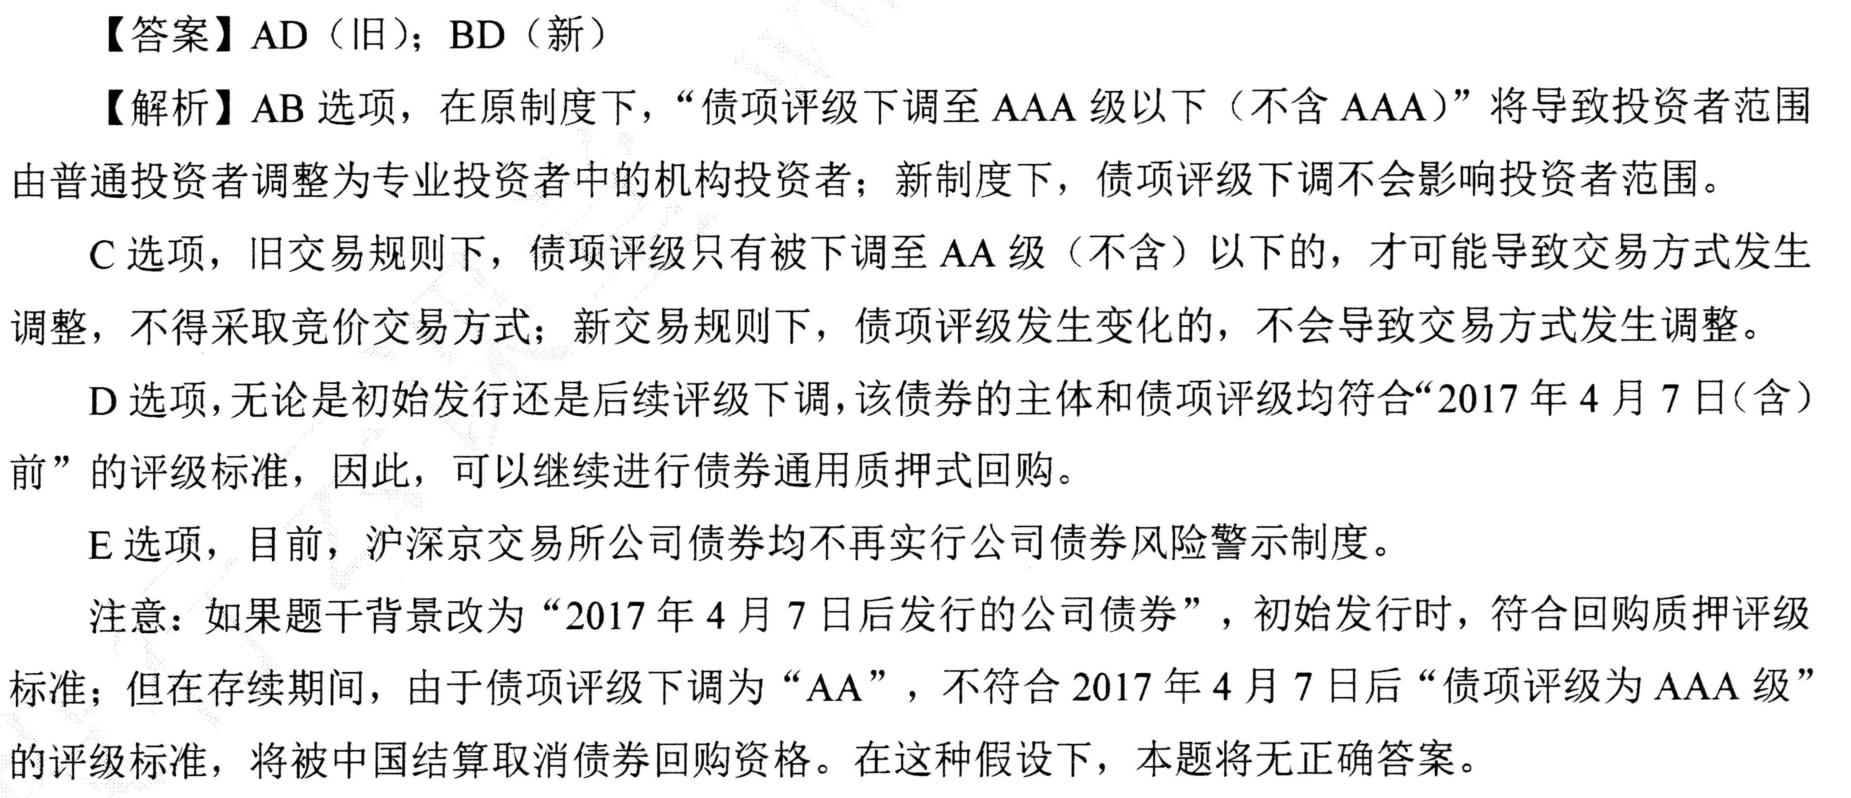 【答案】AD（旧）；BD（新）
【解析】AB 选项，在原制度下，“债项评级下调至 AAA 级以下（不含 AAA）”将导致投资者范围
由普通投资者调整为专业投资者中的机构投资者；新制度下，债项评级下调不会影响投资者范围。
C 选项，旧交易规则下，债项评级只有被下调至 AA 级（不含）以下的，才可能导致交易方式发生
调整，不得采取竞价交易方式；新交易规则下，债项评级发生变化的，不会导致交易方式发生调整。
D 选项，无论是初始发行还是后续评级下调，该债券的主体和债项评级均符合“2017 年 4 月 7 日（含）
前”的评级标准，因此，可以继续进行债券通用质押式回购。
E 选项，目前，沪深京交易所公司债券均不再实行公司债券风险警示制度。
注意：如果题干背景改为“2017 年 4 月 7 日后发行的公司债券”，初始发行时，符合回购质押评级
标准；但在存续期间，由于债项评级下调为“AA”，不符合 2017 年 4 月 7 日后“债项评级为 AAA 级”
的评级标准，将被中国结算取消债券回购资格。在这种假设下，本题将无正确答案。